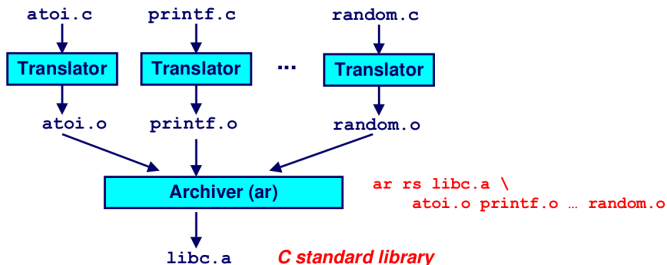 atoi.c printf.c random.c
Translator Translator ... Translator
atoi.o printf.o random.o
Archiver (ar)
ar rs libc.a \
atoi.o printf.o … random.o
libc.a C standard library